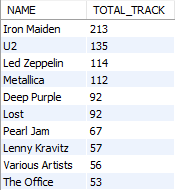 NAME TOTAL_TRACK
Iron Maiden 213
U2 135
Led Zeppelin 114
Metallica 112
Deep Purple 92
Lost 92
Pearl Jam 67
Lenny Kravitz 57
Various Artists 56
The Office 53